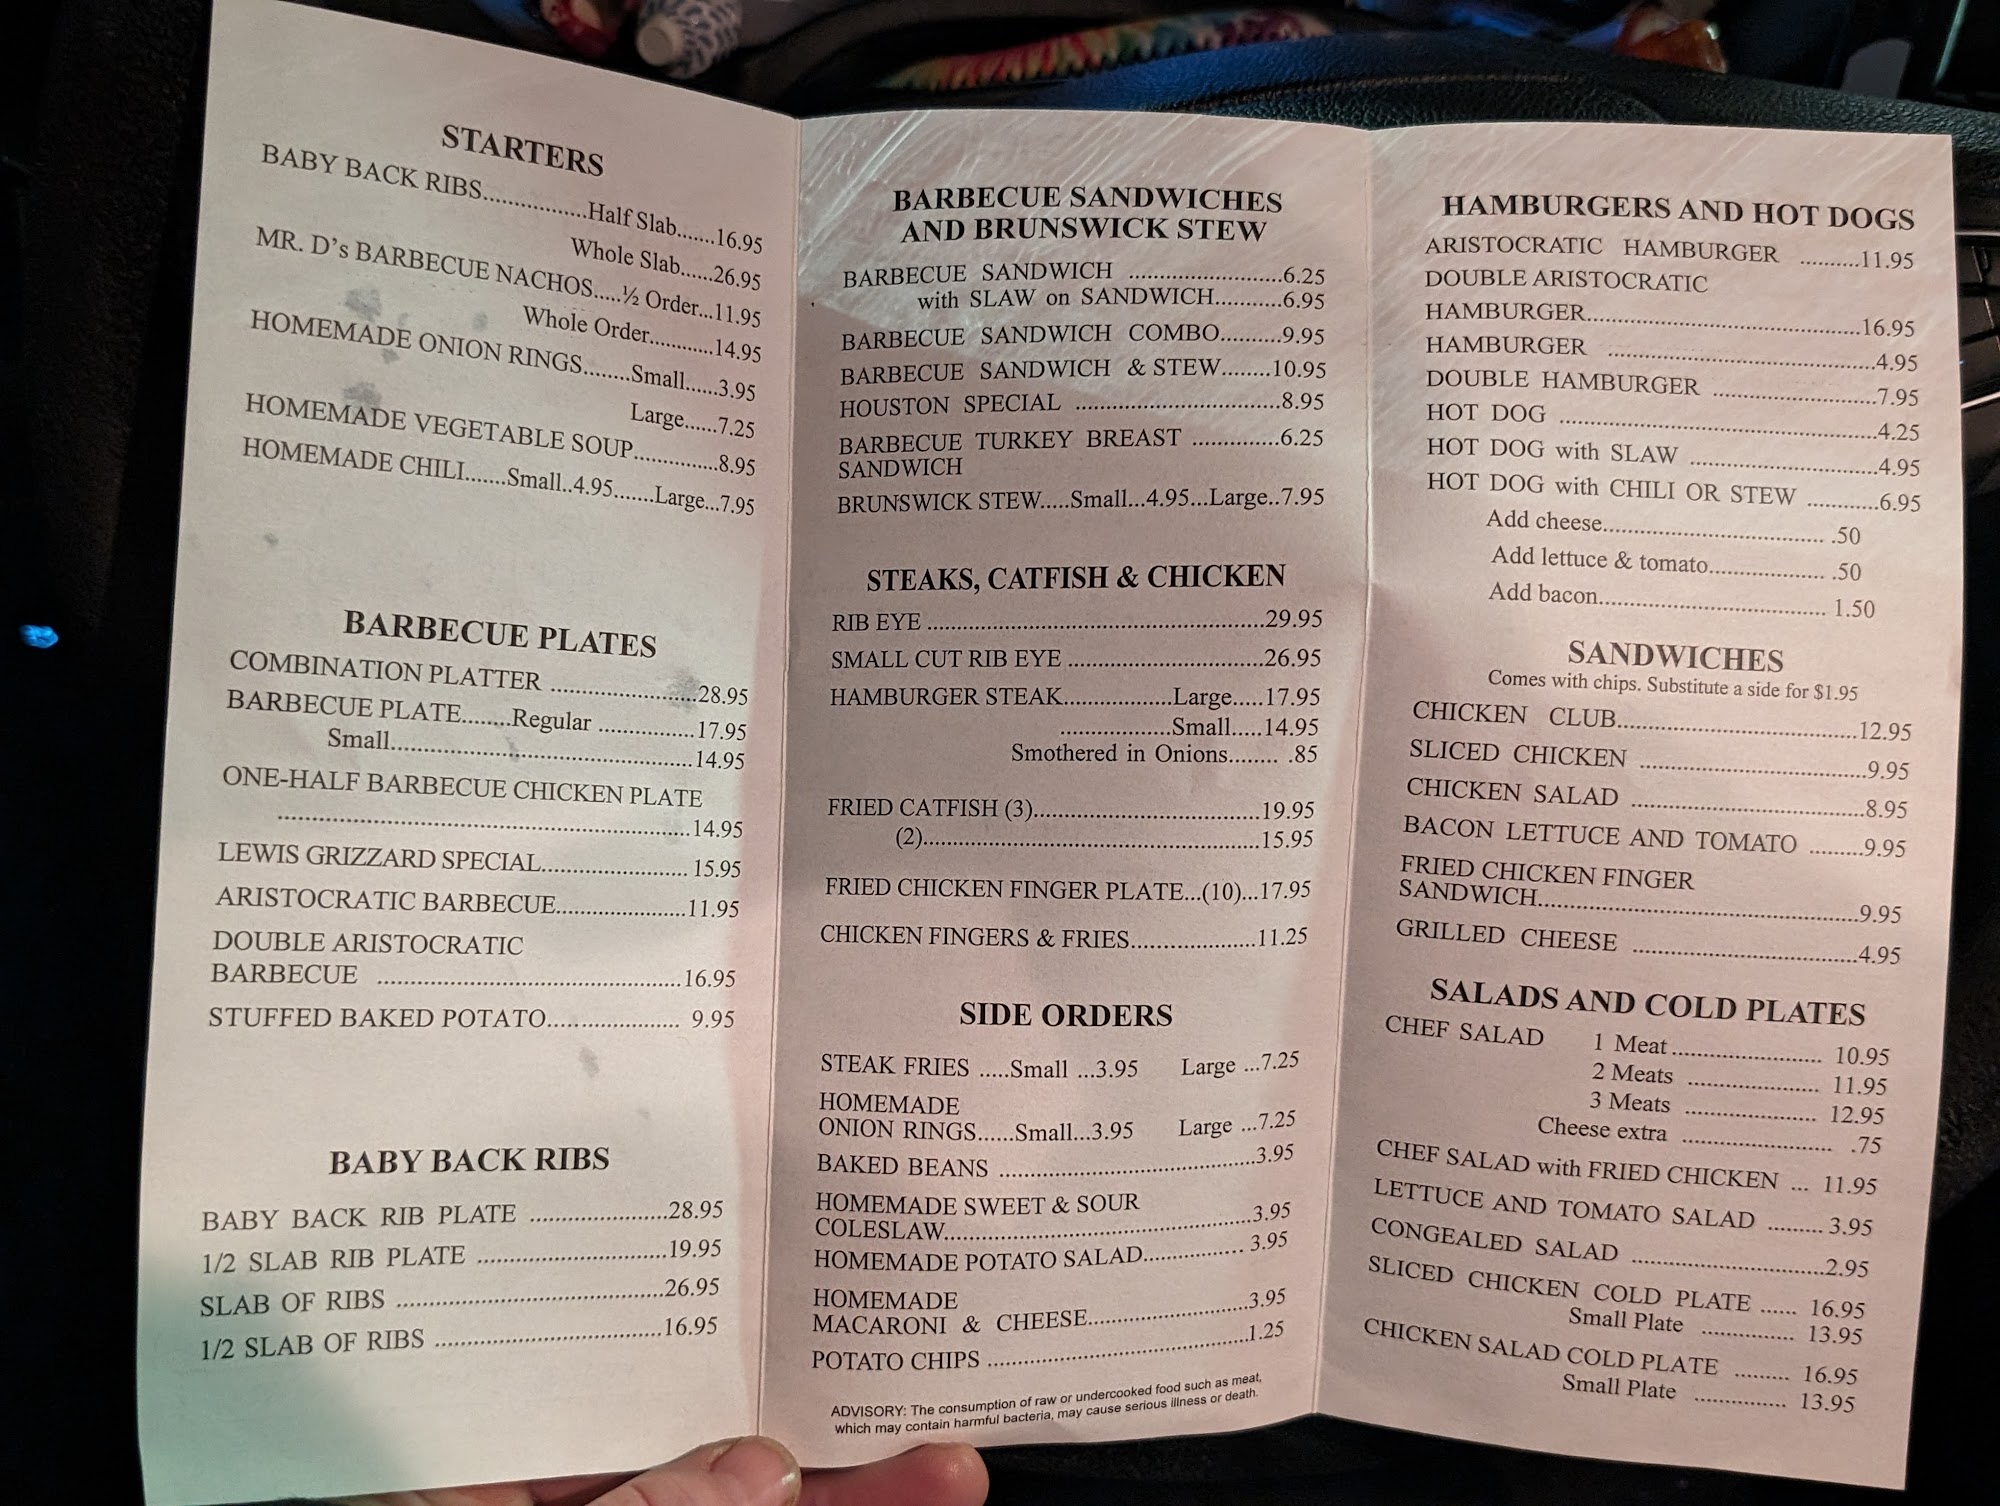 STARTERS
BABY BACK RIBS.................Half Slab.......16.95
Whole Slab......26.95
MR. D's BARBECUE NACHOS.....½ Order...11.95
Whole Order...........14.95
HOMEMADE ONION RINGS........Small......3.95
Large......7.25
HOMEMADE VEGETABLE SOUP..............8.95
HOMEMADE CHILI.......Small..4.95.......Large...7.95
BARBECUE PLATES
COMBINATION PLATTER ........................28.95
BARBECUE PLATE........Regular ................17.95
Small..................................................14.95
ONE-HALF BARBECUE CHICKEN PLATE
....................................................................14.95
LEWIS GRIZZARD SPECIAL........................ 15.95
ARISTOCRATIC BARBECUE......................11.95
DOUBLE ARISTOCRATIC
BARBECUE ..................................................16.95
STUFFED BAKED POTATO...................... 9.95
BABY BACK RIBS
BABY BACK RIB PLATE .......................28.95
1/2 SLAB RIB PLATE ...............................19.95
SLAB OF RIBS ............................................26.95
1/2 SLAB OF RIBS .....................................16.95
BARBECUE SANDWICHES
AND BRUNSWICK STEW
BARBECUE SANDWICH .........................6.25
with SLAW on SANDWICH...........6.95
BARBECUE SANDWICH COMBO..........9.95
BARBECUE SANDWICH & STEW........10.95
HOUSTON SPECIAL ..................................8.95
BARBECUE TURKEY BREAST ..............6.25
SANDWICH
BRUNSWICK STEW.....Small...4.95...Large..7.95
STEAKS, CATFISH & CHICKEN
RIB EYE .......................................................29.95
SMALL CUT RIB EYE ................................26.95
HAMBURGER STEAK..................Large.....17.95
..................Small.....14.95
Smothered in Onions........ .85
FRIED CATFISH (3).....................................19.95
(2).......................................................15.95
FRIED CHICKEN FINGER PLATE...(10)...17.95
CHICKEN FINGERS & FRIES....................11.25
SIDE ORDERS
STEAK FRIES .....Small ...3.95 Large ...7.25
HOMEMADE
ONION RINGS......Small...3.95 Large ...7.25
BAKED BEANS .........................................3.95
HOMEMADE SWEET & SOUR
COLESLAW..................................................3.95
HOMEMADE POTATO SALAD................ 3.95
HOMEMADE
MACARONI & CHEESE..........................3.95
POTATO CHIPS ...........................................1.25
ADVISORY: The consumption of raw or undercooked food such as meat,
which may contain harmful bacteria, may cause serious illness or death.
HAMBURGERS AND HOT DOGS
ARISTOCRATIC HAMBURGER ..........11.95
DOUBLE ARISTOCRATIC
HAMBURGER.............................................16.95
HAMBURGER ............................................4.95
DOUBLE HAMBURGER ...........................7.95
HOT DOG ....................................................4.25
HOT DOG with SLAW ...............................4.95
HOT DOG with CHILI OR STEW ............6.95
Add cheese.................................... .50
Add lettuce & tomato................... .50
Add bacon..................................... 1.50
SANDWICHES
Comes with chips. Substitute a side for $1.95
CHICKEN CLUB........................................12.95
SLICED CHICKEN .....................................9.95
CHICKEN SALAD ......................................8.95
BACON LETTUCE AND TOMATO .........9.95
FRIED CHICKEN FINGER
SANDWICH....................................................9.95
GRILLED CHEESE .....................................4.95
SALADS AND COLD PLATES
CHEF SALAD 1 Meat ........................ 10.95
2 Meats ..................... 11.95
3 Meats ..................... 12.95
Cheese extra ......................... .75
CHEF SALAD with FRIED CHICKEN ... 11.95
LETTUCE AND TOMATO SALAD ......... 3.95
CONGEALED SALAD ...............................2.95
SLICED CHICKEN COLD PLATE ...... 16.95
Small Plate ............... 13.95
CHICKEN SALAD COLD PLATE ......... 16.95
Small Plate ............... 13.95